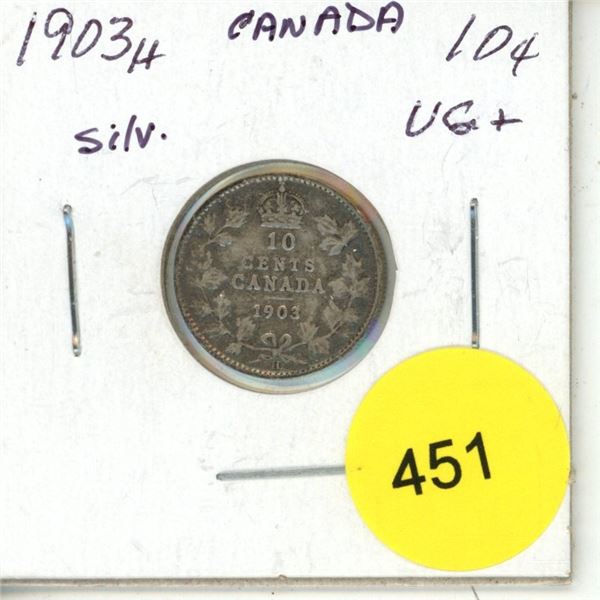 1903H CANADA 10¢
silv. VG+
10
CENTS
CANADA
1903
H
451